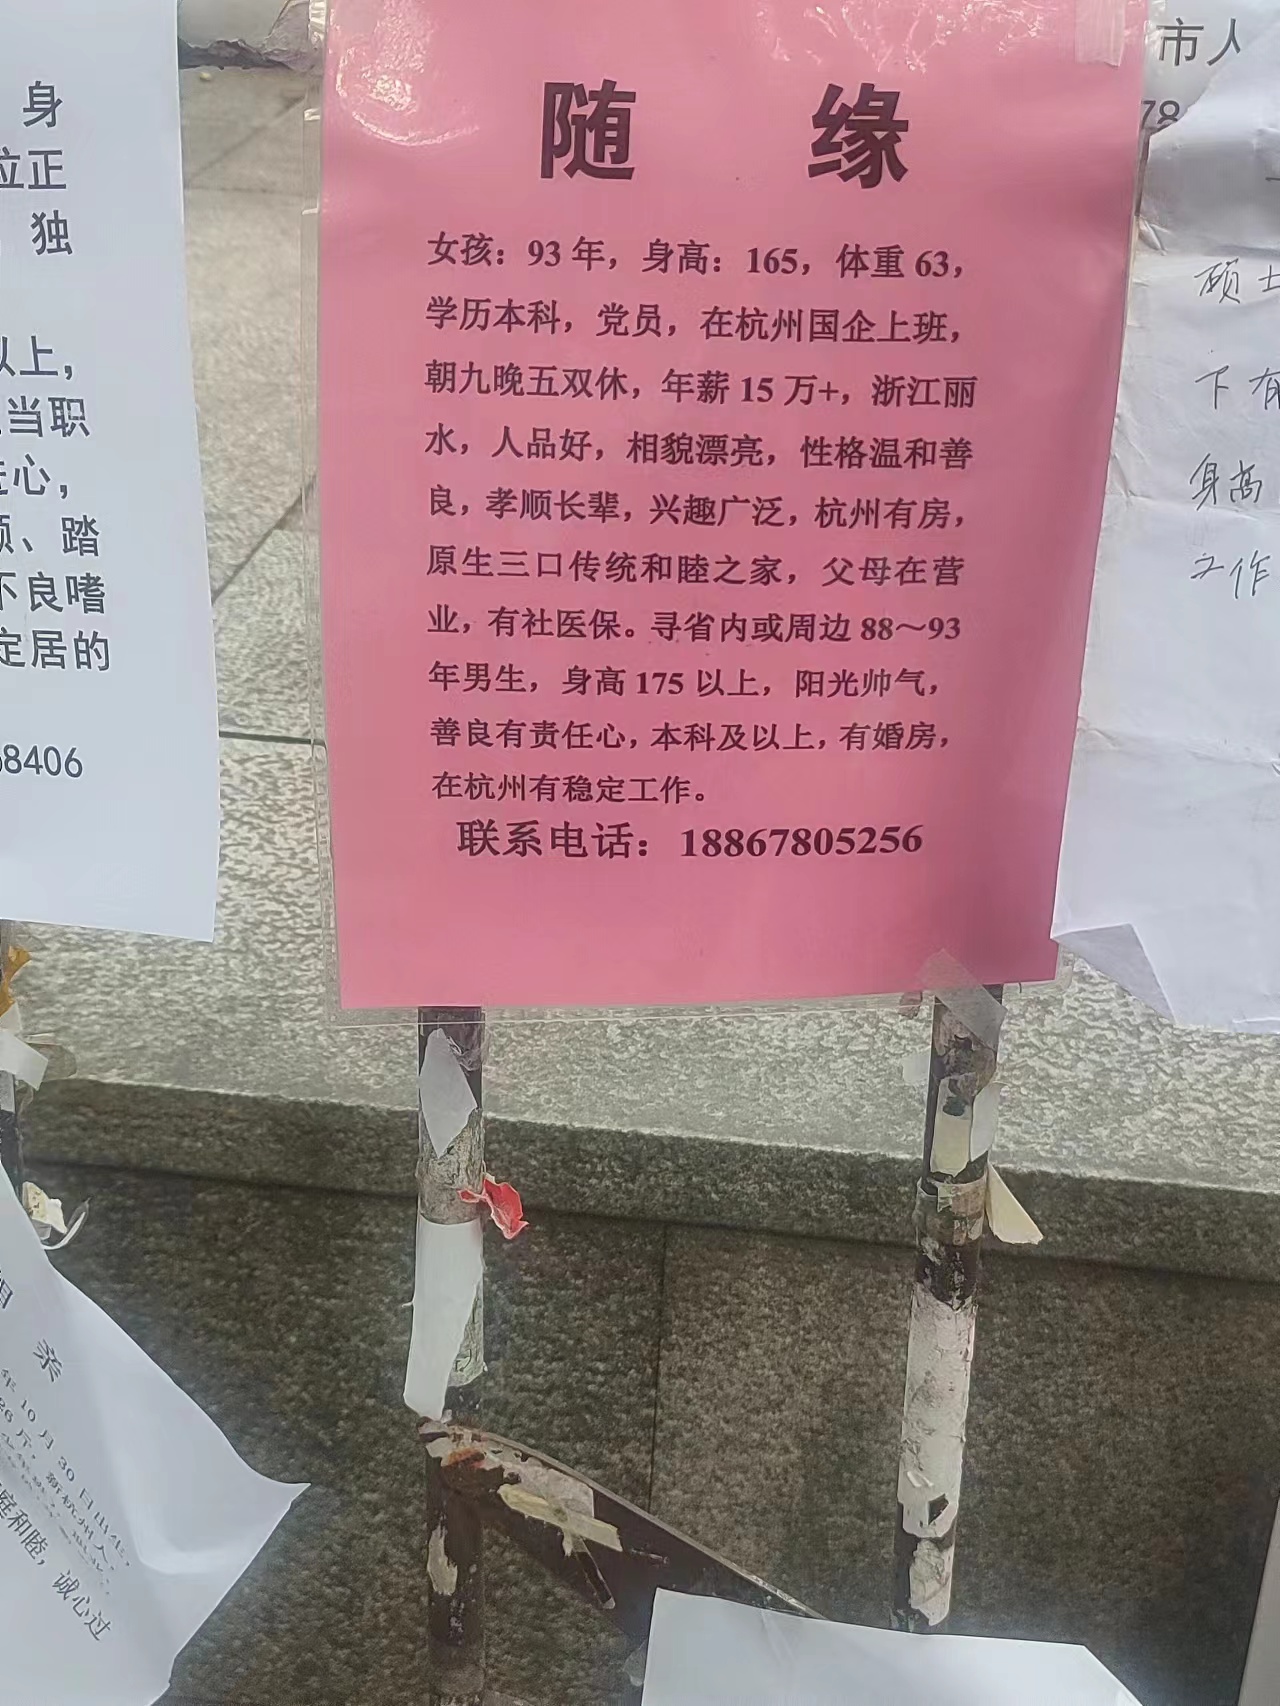 随 缘
女孩：93 年，身高：165，体重 63，
学历本科，党员，在杭州国企上班，
朝九晚五双休，年薪 15 万+，浙江丽
水，人品好，相貌漂亮，性格温和善
良，孝顺长辈，兴趣广泛，杭州有房，
原生三口传统和睦之家，父母在营
业，有社医保。寻省内或周边 88～93
年男生，身高 175 以上，阳光帅气，
善良有责任心，本科及以上，有婚房，
在杭州有稳定工作。
联系电话：18867805256
身
位正
独
以上，
当职
心，
、踏
不良嗜
定居的
68406
市人
78
硕士
下有
身高
工作
亲
年 10 月 30 日出生，
26 斤，新杭州人，
庭和睦，诚心过